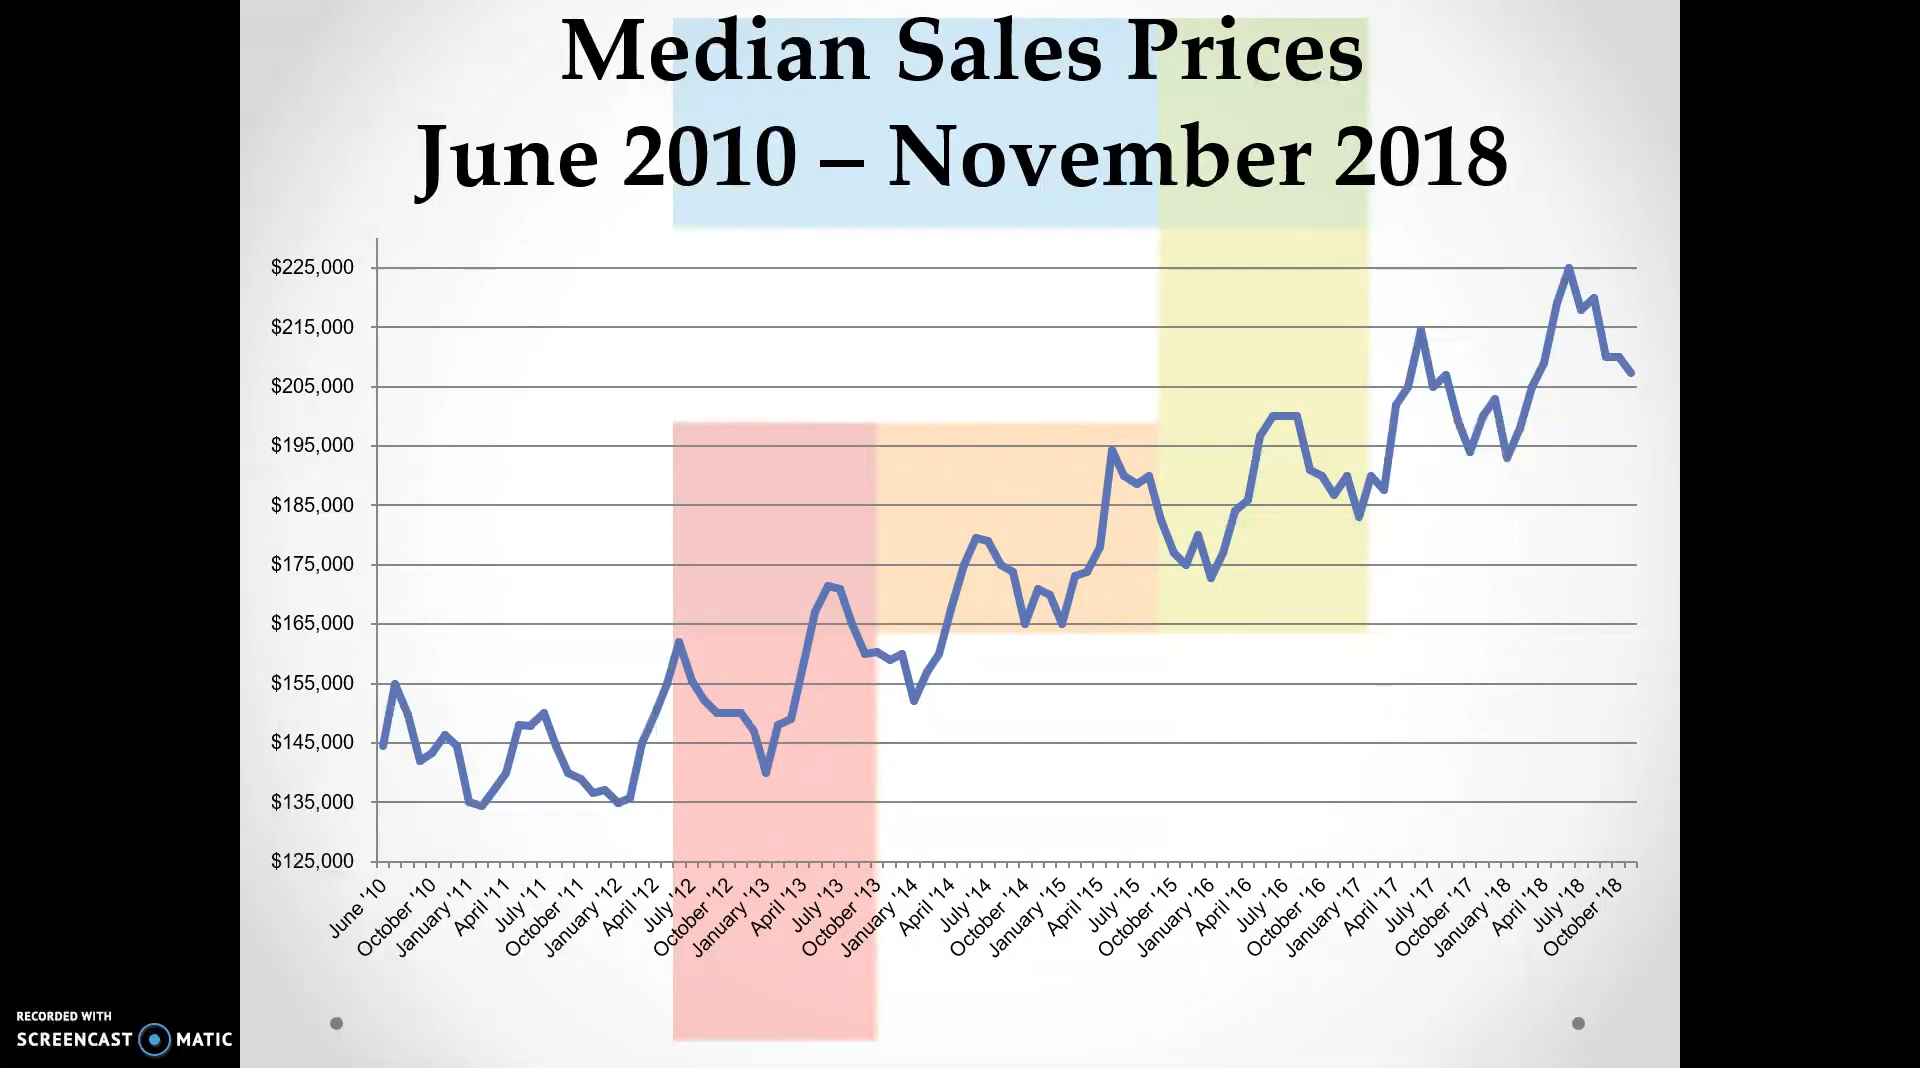 Median Sales Prices
June 2010 – November 2018
$225,000
$215,000
$205,000
$195,000
$185,000
$175,000
$165,000
$155,000
$145,000
$135,000
$125,000
June '10
October '10
January '11
April '11
July '11
October '11
January '12
April '12
July '12
October '12
January '13
April '13
July '13
October '13
January '14
April '14
July '14
October '14
January '15
April '15
July '15
October '15
January '16
April '16
July '16
October '16
January '17
April '17
July '17
October '17
January '18
April '18
July '18
October '18
RECORDED WITH
SCREENCAST MATIC